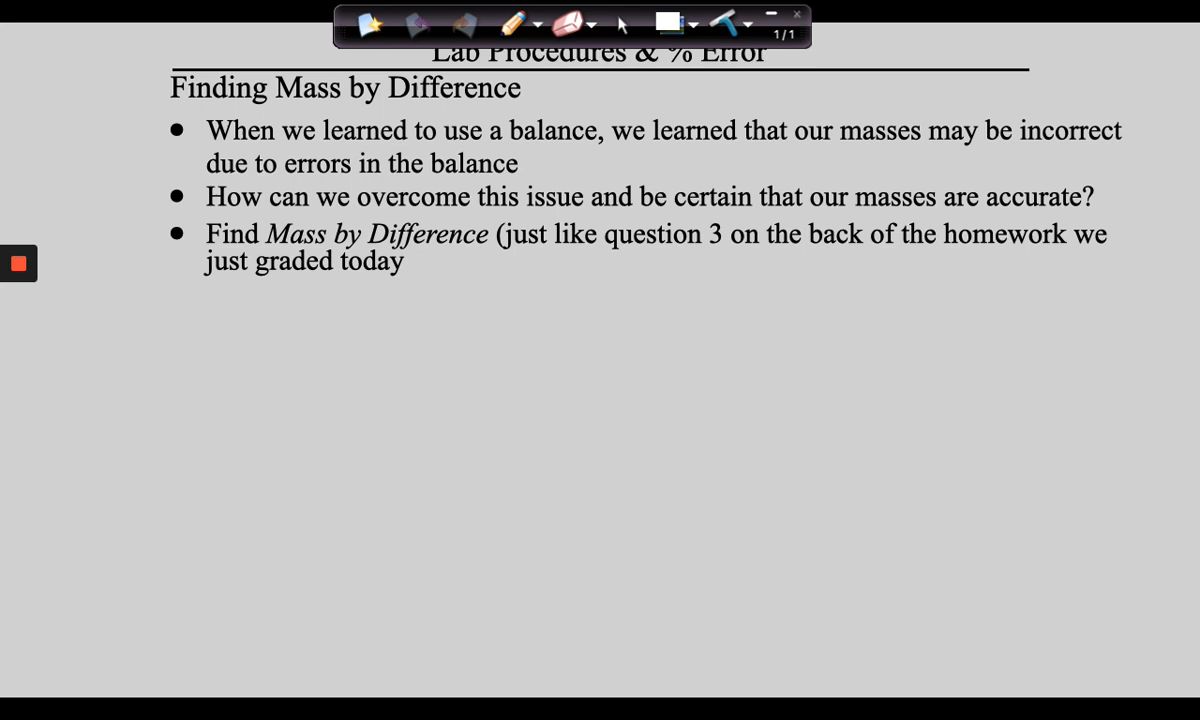 1/1
Lab Procedures & % Error
Finding Mass by Difference
• When we learned to use a balance, we learned that our masses may be incorrect
due to errors in the balance
• How can we overcome this issue and be certain that our masses are accurate?
• Find Mass by Difference (just like question 3 on the back of the homework we
just graded today